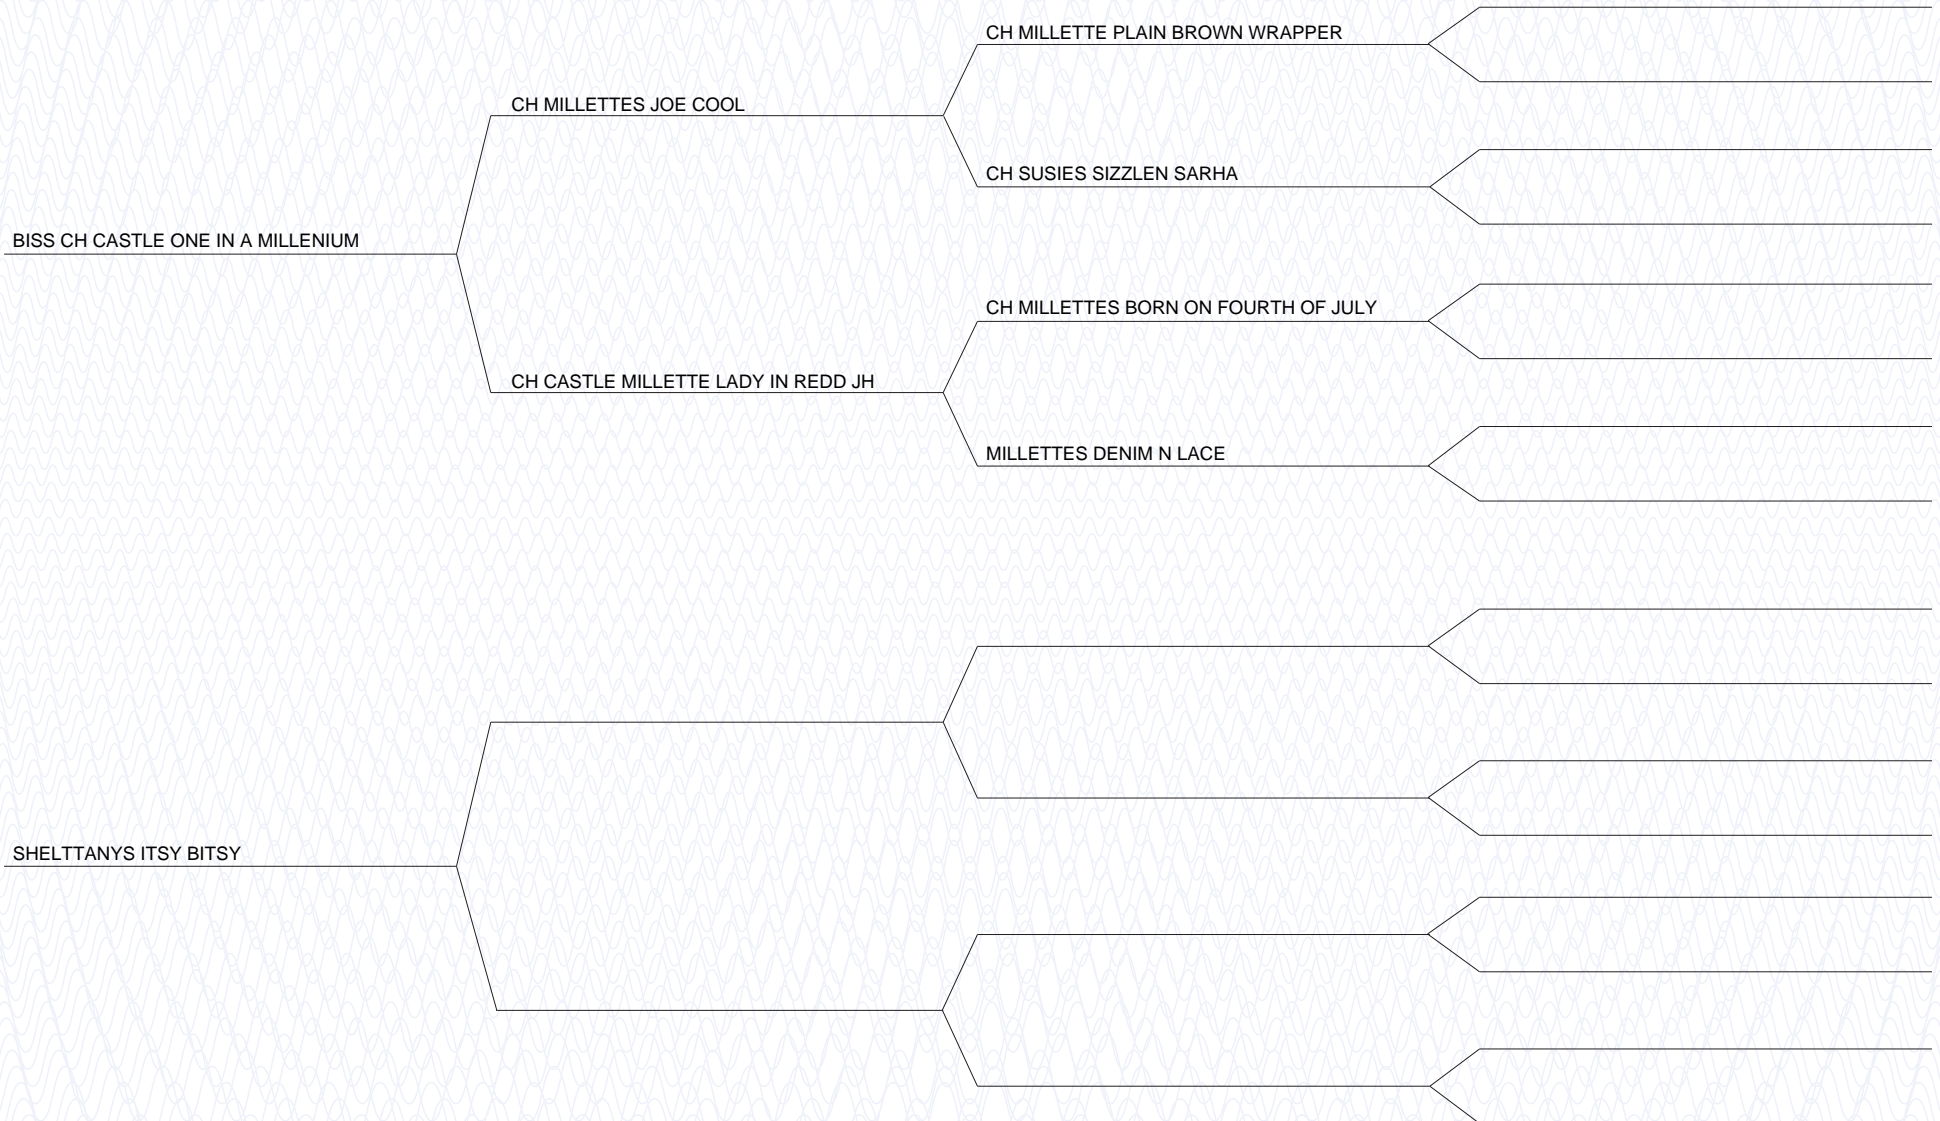 CH MILLETTE PLAIN BROWN WRAPPER
CH MILLETTES JOE COOL
CH SUSIES SIZZLEN SARHA
BISS CH CASTLE ONE IN A MILLENIUM
CH MILLETTES BORN ON FOURTH OF JULY
CH CASTLE MILLETTE LADY IN REDD JH
MILLETTES DENIM N LACE
SHELTTANYS ITSY BITSY